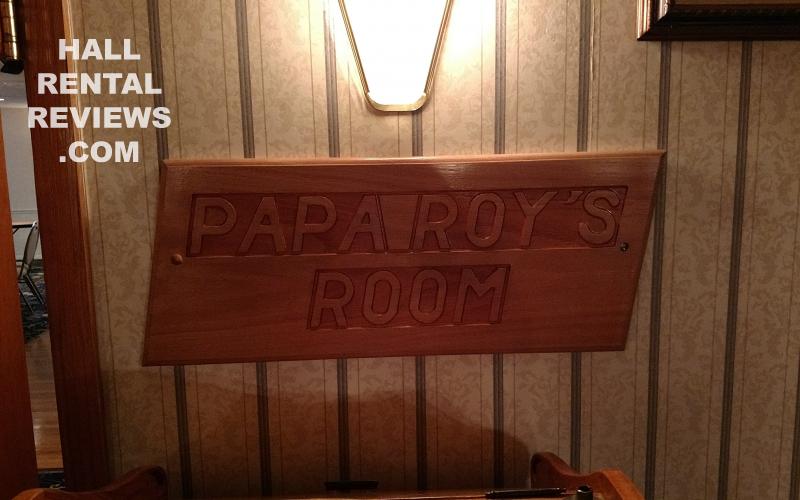 HALL
RENTAL
REVIEWS
.COM
PAPA ROY'S
ROOM